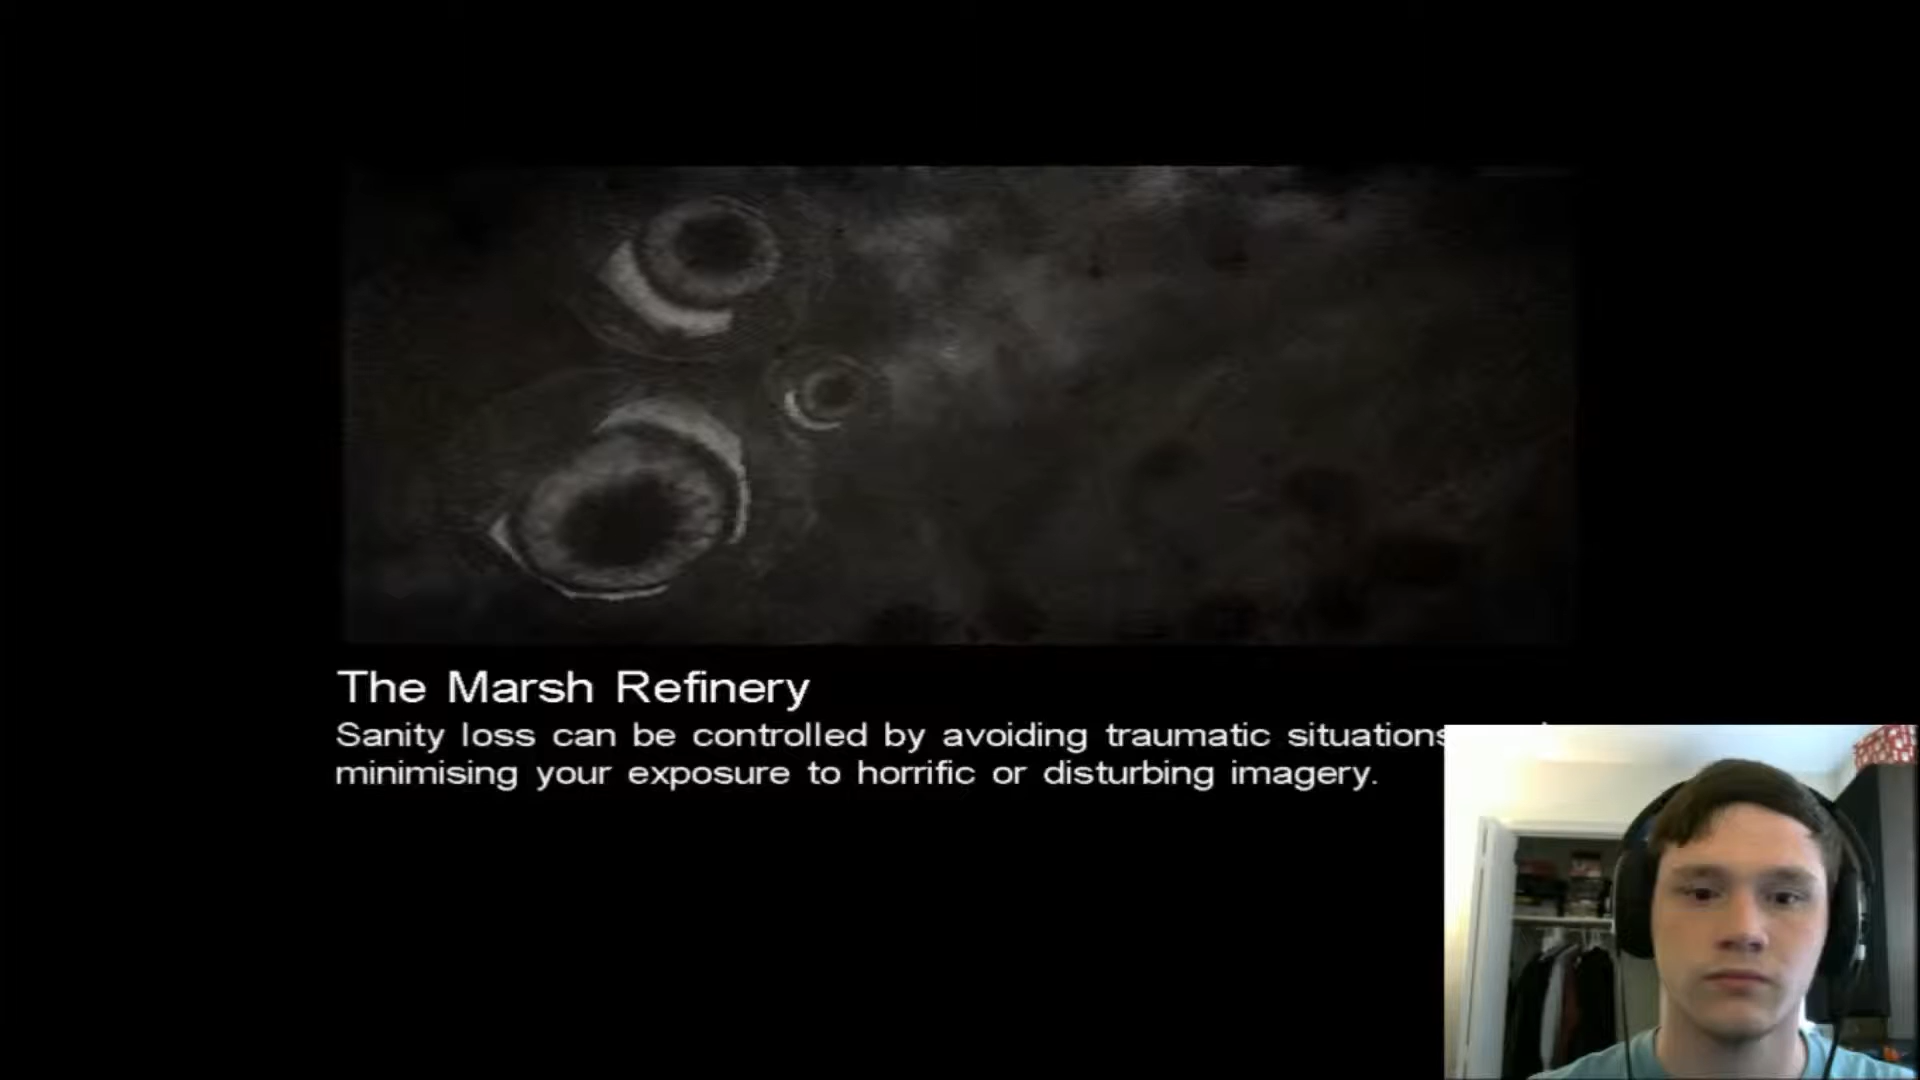 The Marsh Refinery
Sanity loss can be controlled by avoiding traumatic situations
minimising your exposure to horrific or disturbing imagery.